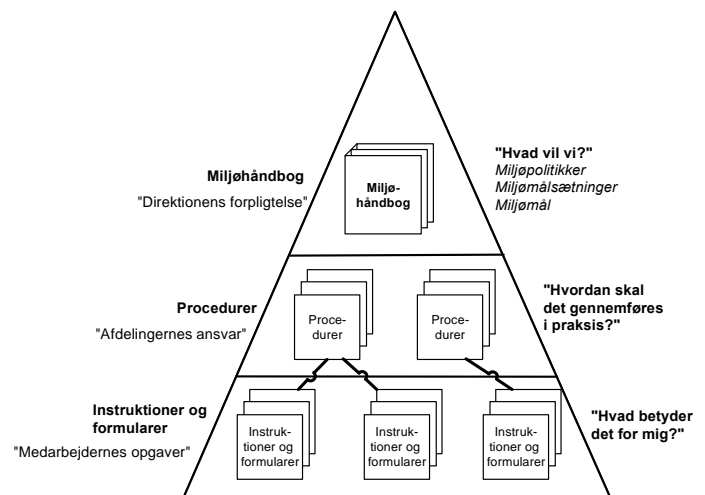 Miljøhåndbog
"Direktionens forpligtelse"
Miljø-
håndbog
"Hvad vil vi?"
Miljøpolitikker
Miljømålsætninger
Miljømål
Procedurer
"Afdelingernes ansvar"
Proce-
durer
Proce-
durer
"Hvordan skal
det gennemføres
i praksis?"
Instruktioner og
formularer
"Medarbejdernes opgaver"
Instruk-
tioner og
formularer
Instruk-
tioner og
formularer
Instruk-
tioner og
formularer
"Hvad betyder
det for mig?"